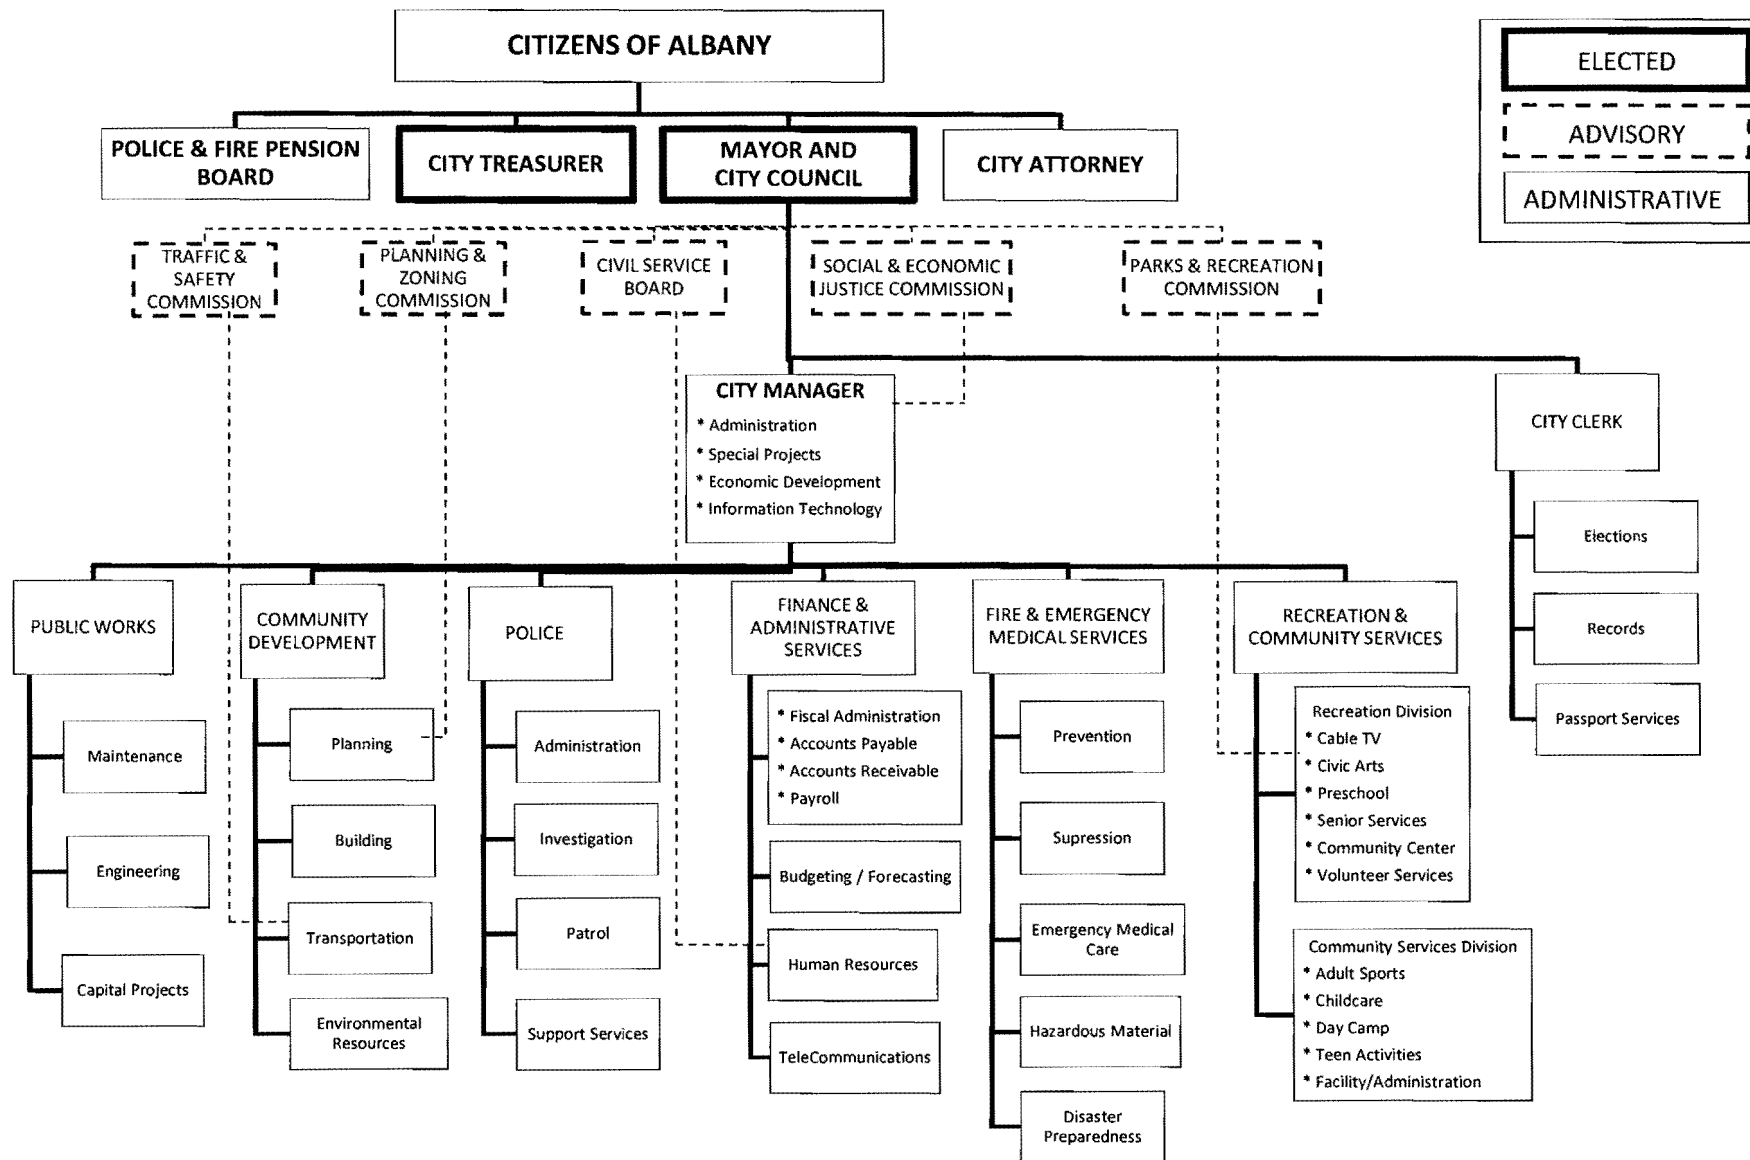 CITIZENS OF ALBANY
ELECTED
ADVISORY
ADMINISTRATIVE
POLICE & FIRE PENSION
BOARD
CITY TREASURER
MAYOR AND
CITY COUNCIL
CITY ATTORNEY
TRAFFIC &
SAFETY
COMMISSION
PLANNING &
ZONING
COMMISSION
CIVIL SERVICE
BOARD
SOCIAL & ECONOMIC
JUSTICE COMMISSION
PARKS & RECREATION
COMMISSION
CITY MANAGER
* Administration
* Special Projects
* Economic Development
* Information Technology
CITY CLERK
Elections
Records
Passport Services
PUBLIC WORKS
Maintenance
Engineering
Capital Projects
COMMUNITY
DEVELOPMENT
Planning
Building
Transportation
Environmental
Resources
POLICE
Administration
Investigation
Patrol
Support Services
FINANCE &
ADMINISTRATIVE
SERVICES
* Fiscal Administration
* Accounts Payable
* Accounts Receivable
* Payroll
Budgeting / Forecasting
Human Resources
TeleCommunications
FIRE & EMERGENCY
MEDICAL SERVICES
Prevention
Supression
Emergency Medical
Care
Hazardous Material
Disaster
Preparedness
RECREATION &
COMMUNITY SERVICES
Recreation Division
* Cable TV
* Civic Arts
* Preschool
* Senior Services
* Community Center
* Volunteer Services
Community Services Division
* Adult Sports
* Childcare
* Day Camp
* Teen Activities
* Facility/Administration